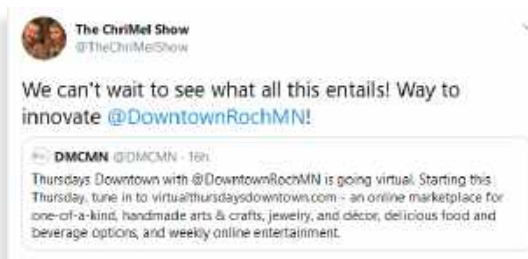 The ChriMel Show
@TheChriMelShow
We can't wait to see what all this entails! Way to
innovate @DowntownRochMN!
DMCMN @DMCMN · 16h
Thursdays Downtown with @DowntownRochMN is going virtual. Starting this
Thursday, tune in to virtualthursdaysdowntown.com - an online marketplace for
one-of-a-kind, handmade arts & crafts, jewelry, and décor, delicious food and
beverage options, and weekly online entertainment.